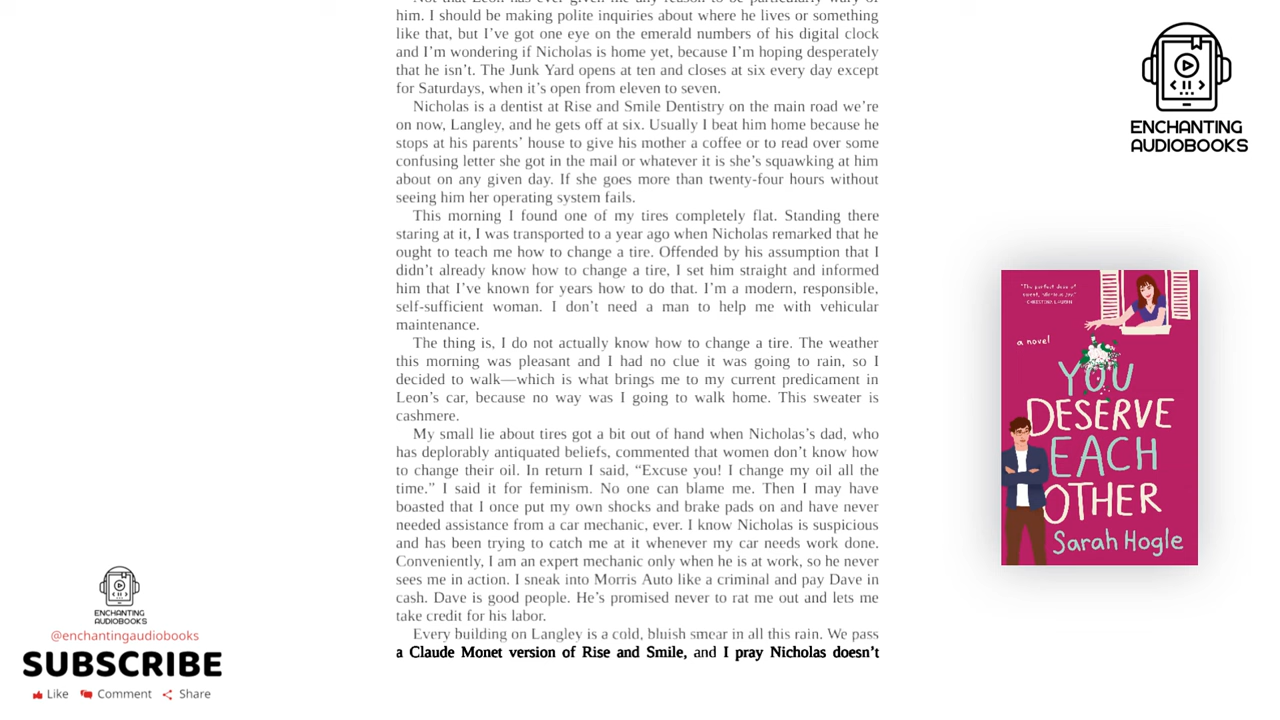 Not that Leon has ever given me any reason to be particularly wary of
him. I should be making polite inquiries about where he lives or something
like that, but I’ve got one eye on the emerald numbers of his digital clock
and I’m wondering if Nicholas is home yet, because I’m hoping desperately
that he isn’t. The Junk Yard opens at ten and closes at six every day except
for Saturdays, when it’s open from eleven to seven.
Nicholas is a dentist at Rise and Smile Dentistry on the main road we’re
on now, Langley, and he gets off at six. Usually I beat him home because he
stops at his parents’ house to give his mother a coffee or to read over some
confusing letter she got in the mail or whatever it is she’s squawking at him
about on any given day. If she goes more than twenty-four hours without
seeing him her operating system fails.
This morning I found one of my tires completely flat. Standing there
staring at it, I was transported to a year ago when Nicholas remarked that he
ought to teach me how to change a tire. Offended by his assumption that I
didn’t already know how to change a tire, I set him straight and informed
him that I’ve known for years how to do that. I’m a modern, responsible,
self-sufficient woman. I don’t need a man to help me with vehicular
maintenance.
The thing is, I do not actually know how to change a tire. The weather
this morning was pleasant and I had no clue it was going to rain, so I
decided to walk—which is what brings me to my current predicament in
Leon’s car, because no way was I going to walk home. This sweater is
cashmere.
My small lie about tires got a bit out of hand when Nicholas’s dad, who
has deplorably antiquated beliefs, commented that women don’t know how
to change their oil. In return I said, “Excuse you! I change my oil all the
time.” I said it for feminism. No one can blame me. Then I may have
boasted that I once put my own shocks and brake pads on and have never
needed assistance from a car mechanic, ever. I know Nicholas is suspicious
and has been trying to catch me at it whenever my car needs work done.
Conveniently, I am an expert mechanic only when he is at work, so he never
sees me in action. I sneak into Morris Auto like a criminal and pay Dave in
cash. Dave is good people. He’s promised never to rat me out and lets me
take credit for his labor.
Every building on Langley is a cold, bluish smear in all this rain. We pass
a Claude Monet version of Rise and Smile, and I pray Nicholas doesn’t
ENCHANTING
AUDIOBOOKS
a novel
YOU
DESERVE
EACH
OTHER
Sarah Hogle
ENCHANTING
AUDIOBOOKS
@enchantingaudiobooks
SUBSCRIBE
Like Comment Share